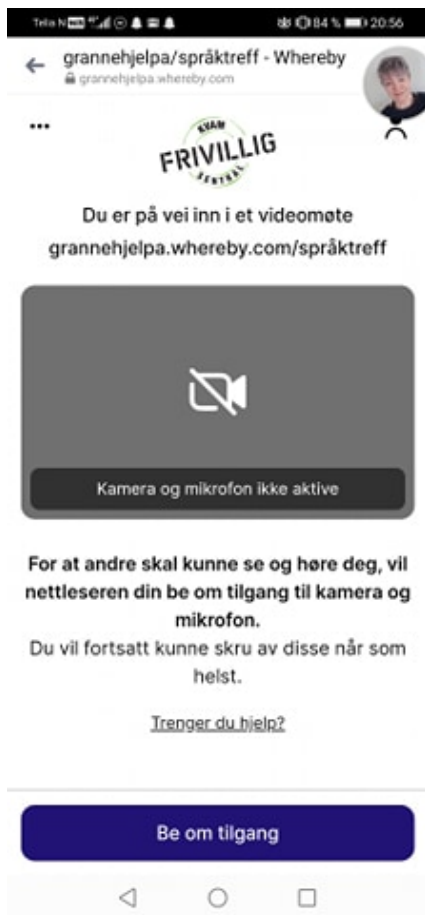 Telia N
84 %
20:56
grannehjelpa/språktreff - Whereby
grannehjelpa.whereby.com
KVAM
FRIVILLIG
SENTRAL
Du er på vei inn i et videomøte
grannehjelpa.whereby.com/språktreff
Kamera og mikrofon ikke aktive
For at andre skal kunne se og høre deg, vil
nettleseren din be om tilgang til kamera og
mikrofon.
Du vil fortsatt kunne skru av disse når som
helst.
Trenger du hjelp?
Be om tilgang